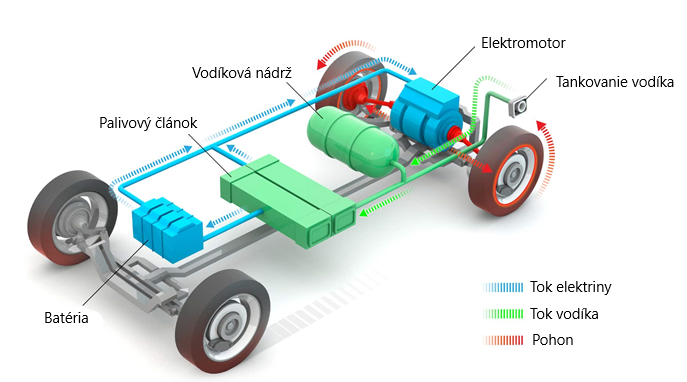 Elektromotor
Vodíková nádrž
Tankovanie vodíka
Palivový článok
Batéria
Tok elektriny
Tok vodíka
Pohon